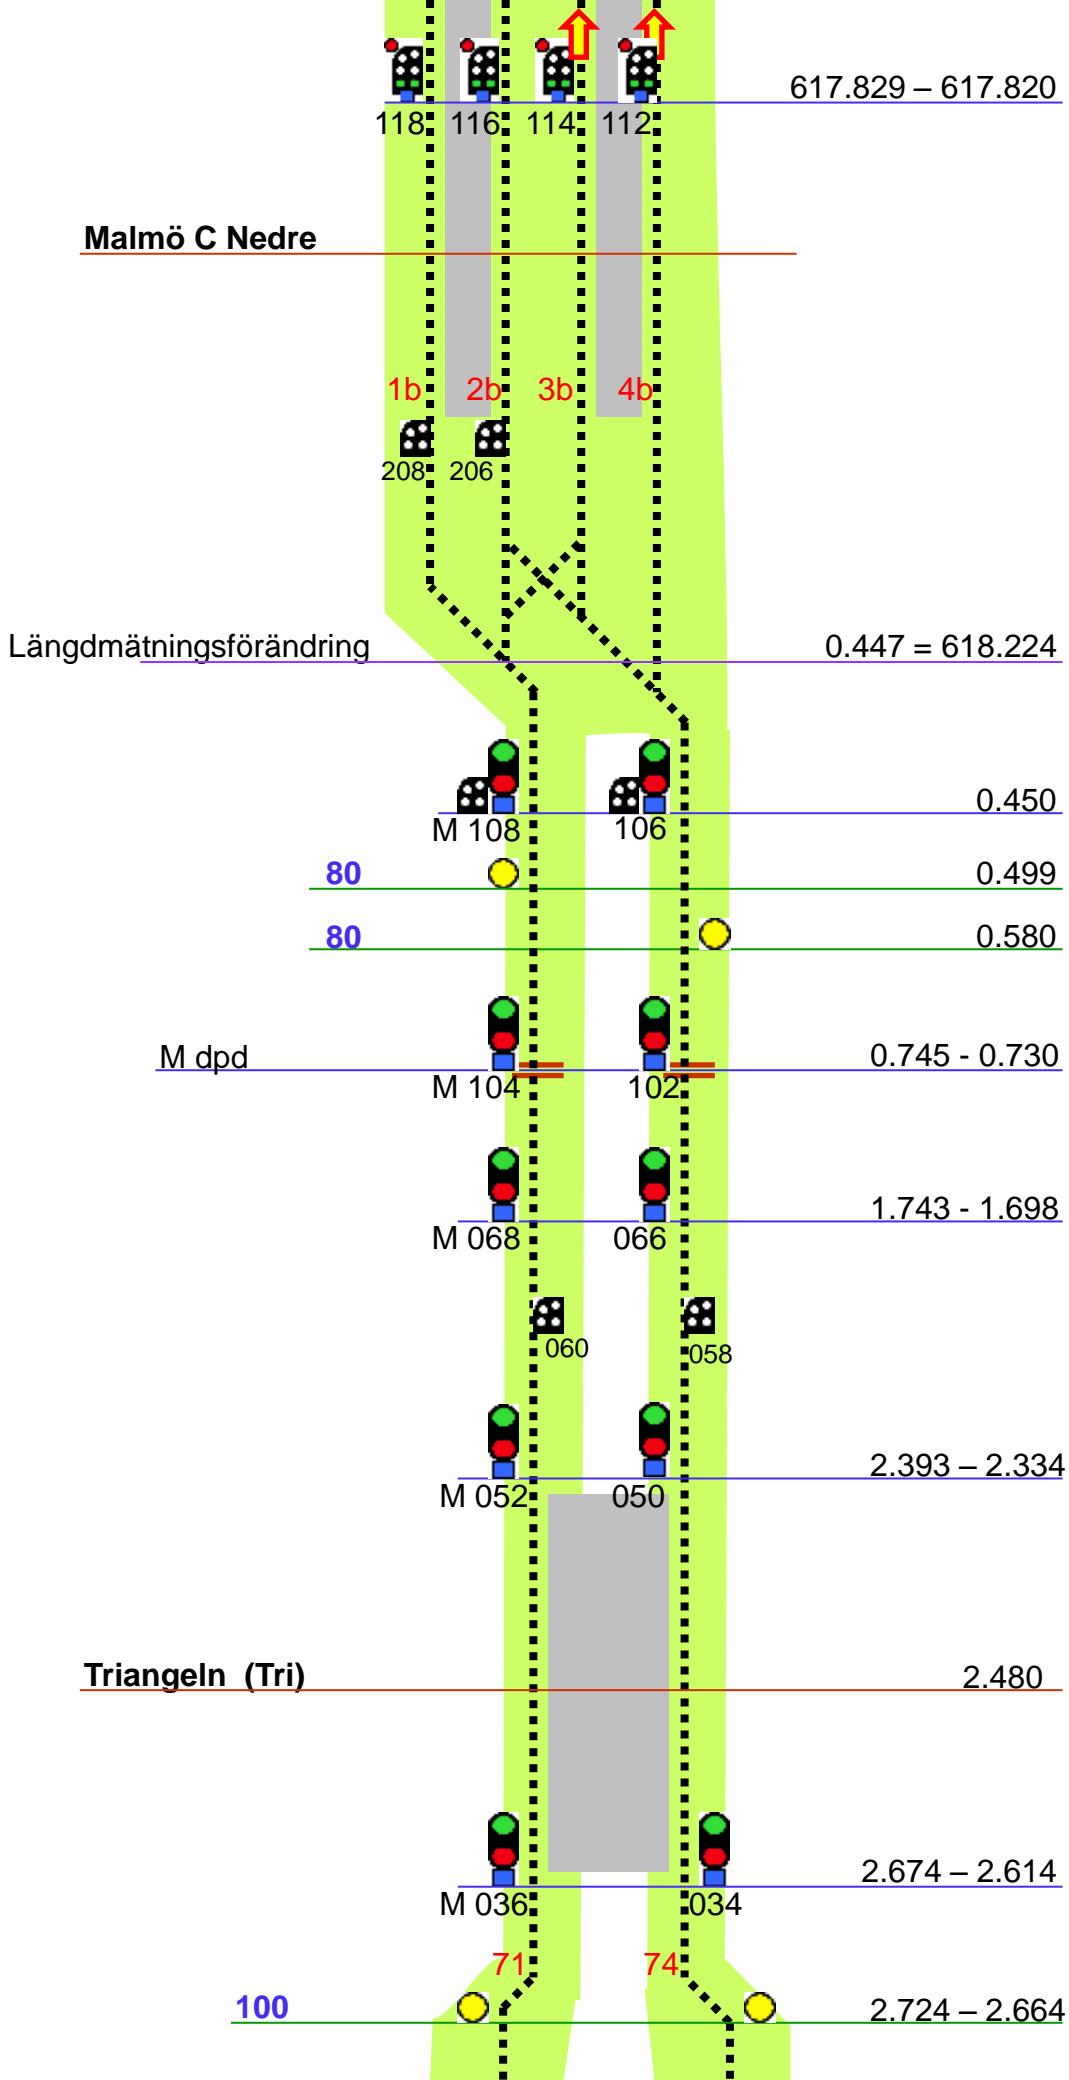 617.829 – 617.820
118 116 114 112
Malmö C Nedre
1b 2b 3b 4b
208 206
Längdmätningsförändring 0.447 = 618.224
0.450
M 108 106
80 0.499
80 0.580
M dpd 0.745 - 0.730
M 104 102
1.743 - 1.698
M 068 066
060 058
2.393 – 2.334
M 052 050
Triangeln (Tri) 2.480
2.674 – 2.614
M 036 034
71 74
100 2.724 – 2.664